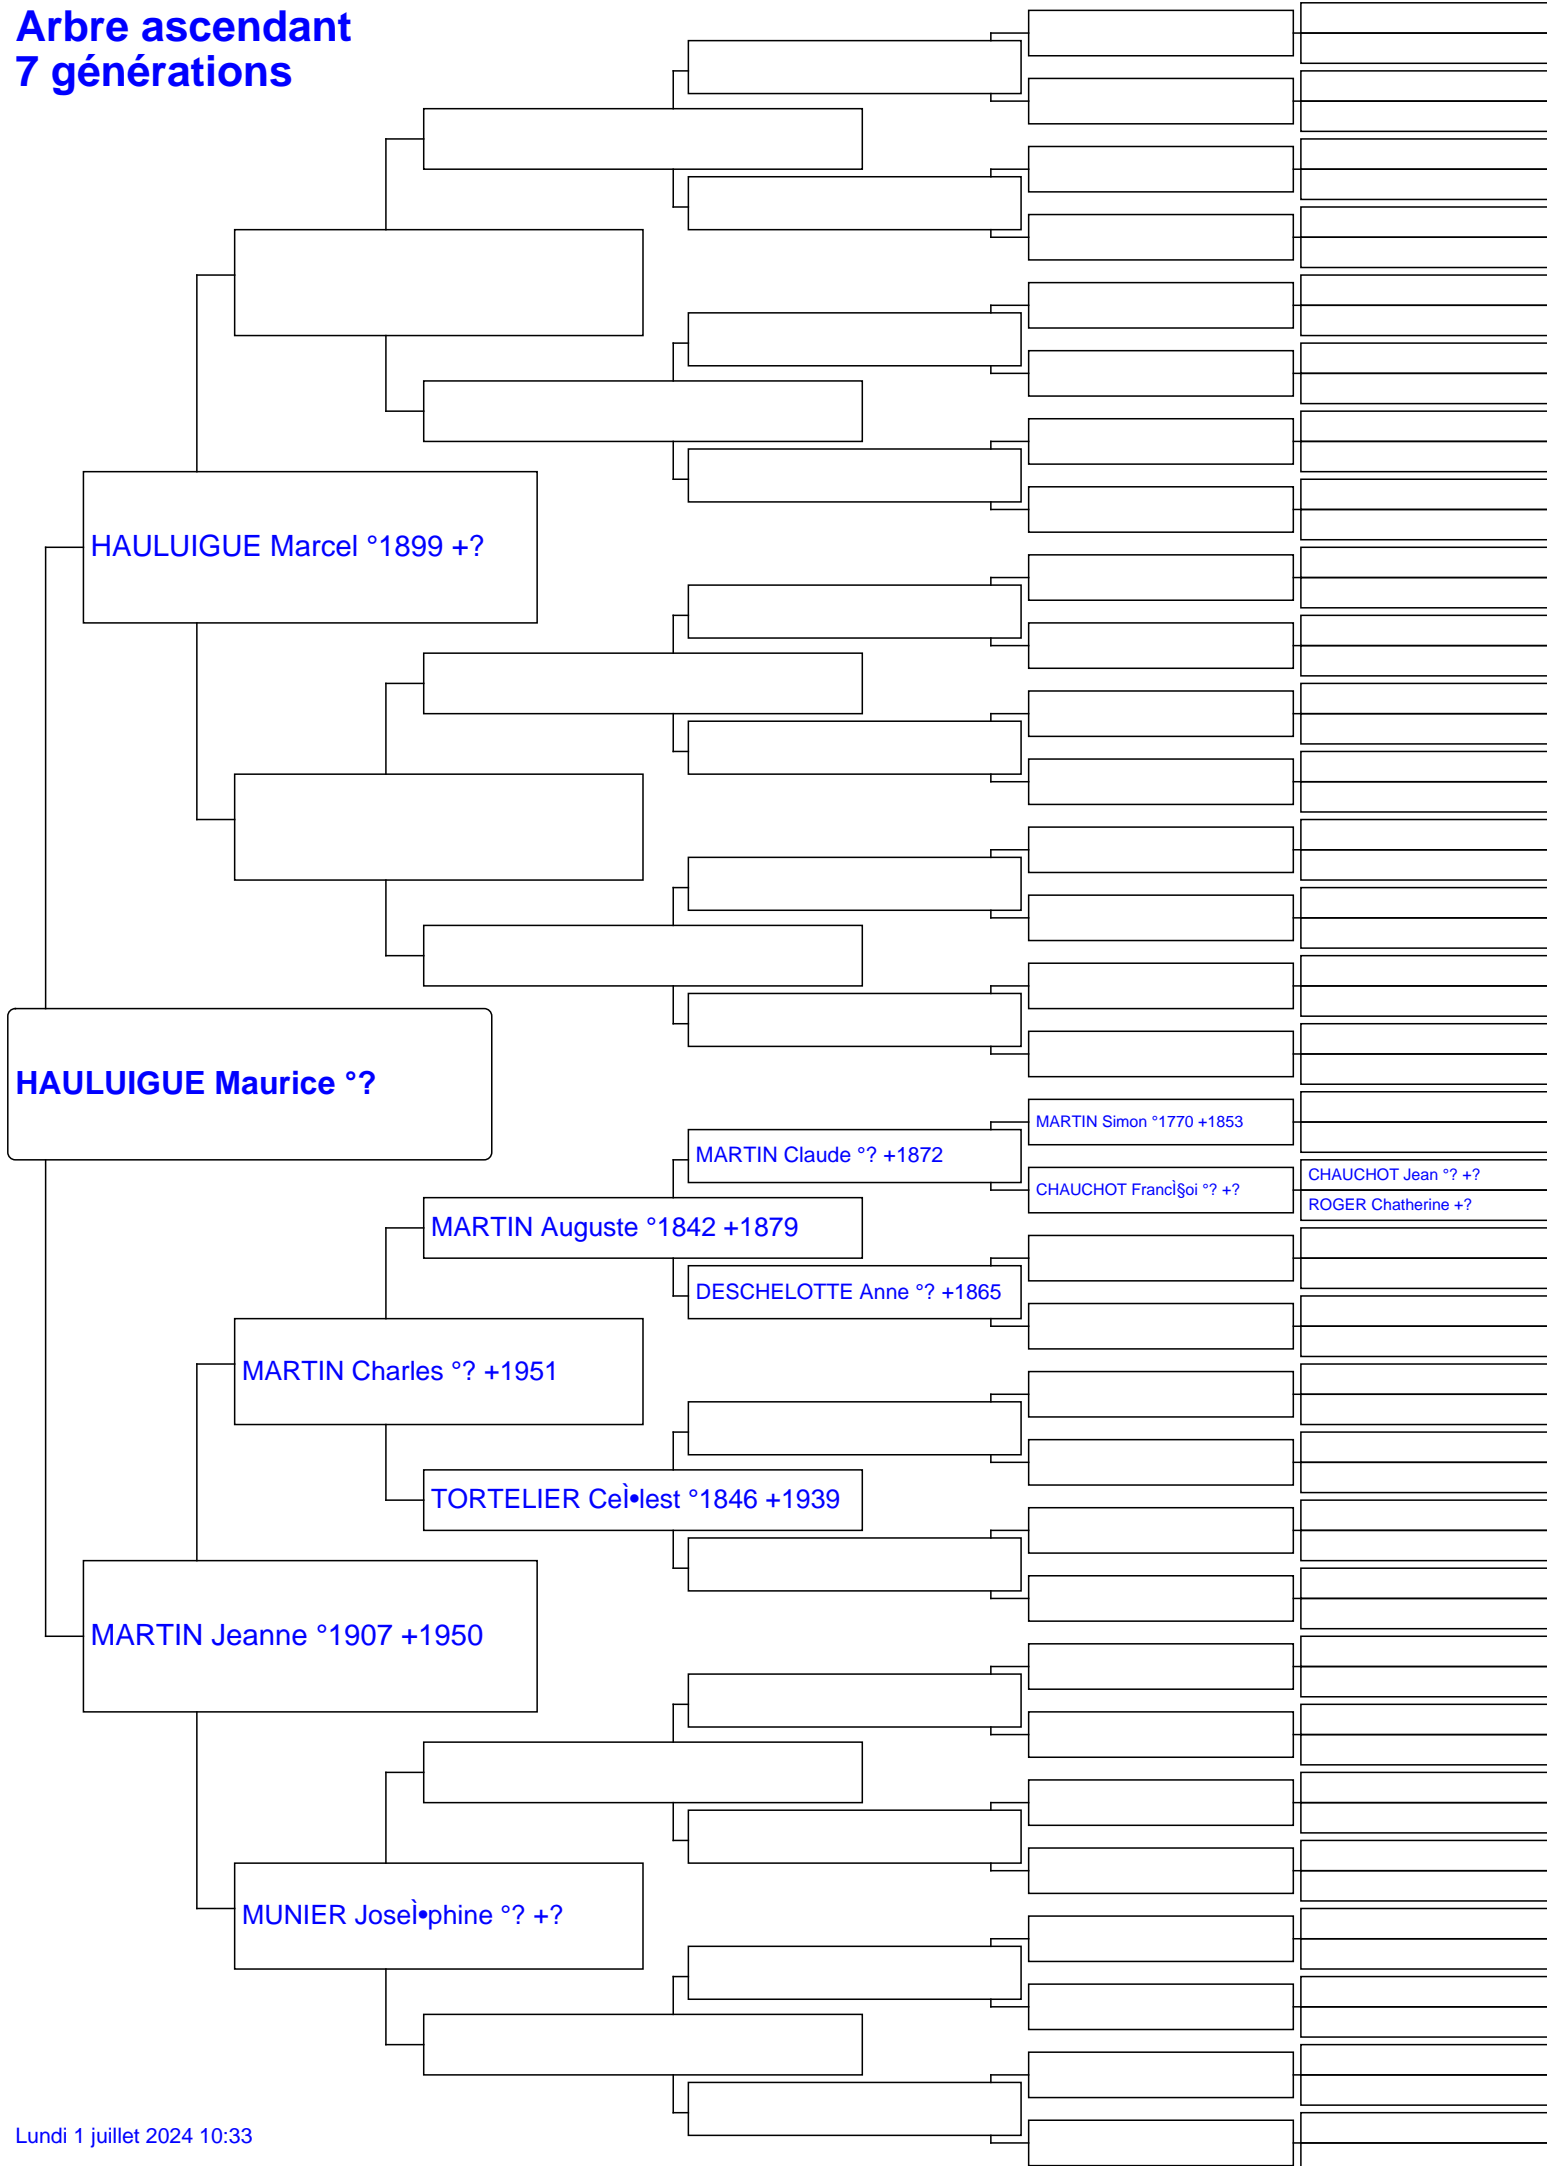 Arbre ascendant
7 générations
HAULUIGUE Marcel °1899 +?
HAULUIGUE Maurice °?
MARTIN Simon °1770 +1853
MARTIN Claude °? +1872
CHAUCHOT FrancÌ§oi °? +?
CHAUCHOT Jean °? +?
ROGER Chatherine +?
MARTIN Auguste °1842 +1879
DESCHELOTTE Anne °? +1865
MARTIN Charles °? +1951
TORTELIER CeÌ•lest °1846 +1939
MARTIN Jeanne °1907 +1950
MUNIER JoseÌ•phine °? +?
Lundi 1 juillet 2024 10:33